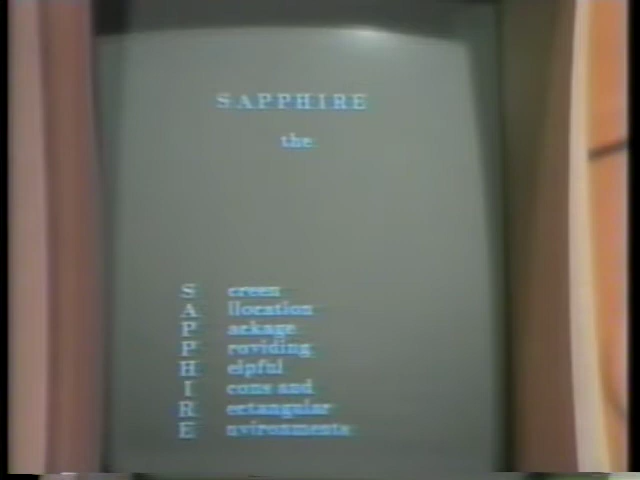 SAPPHIRE
the
S creen
A llocation
P ackage
P roviding
H elpful
I cons and
R ectangular
E nvironments